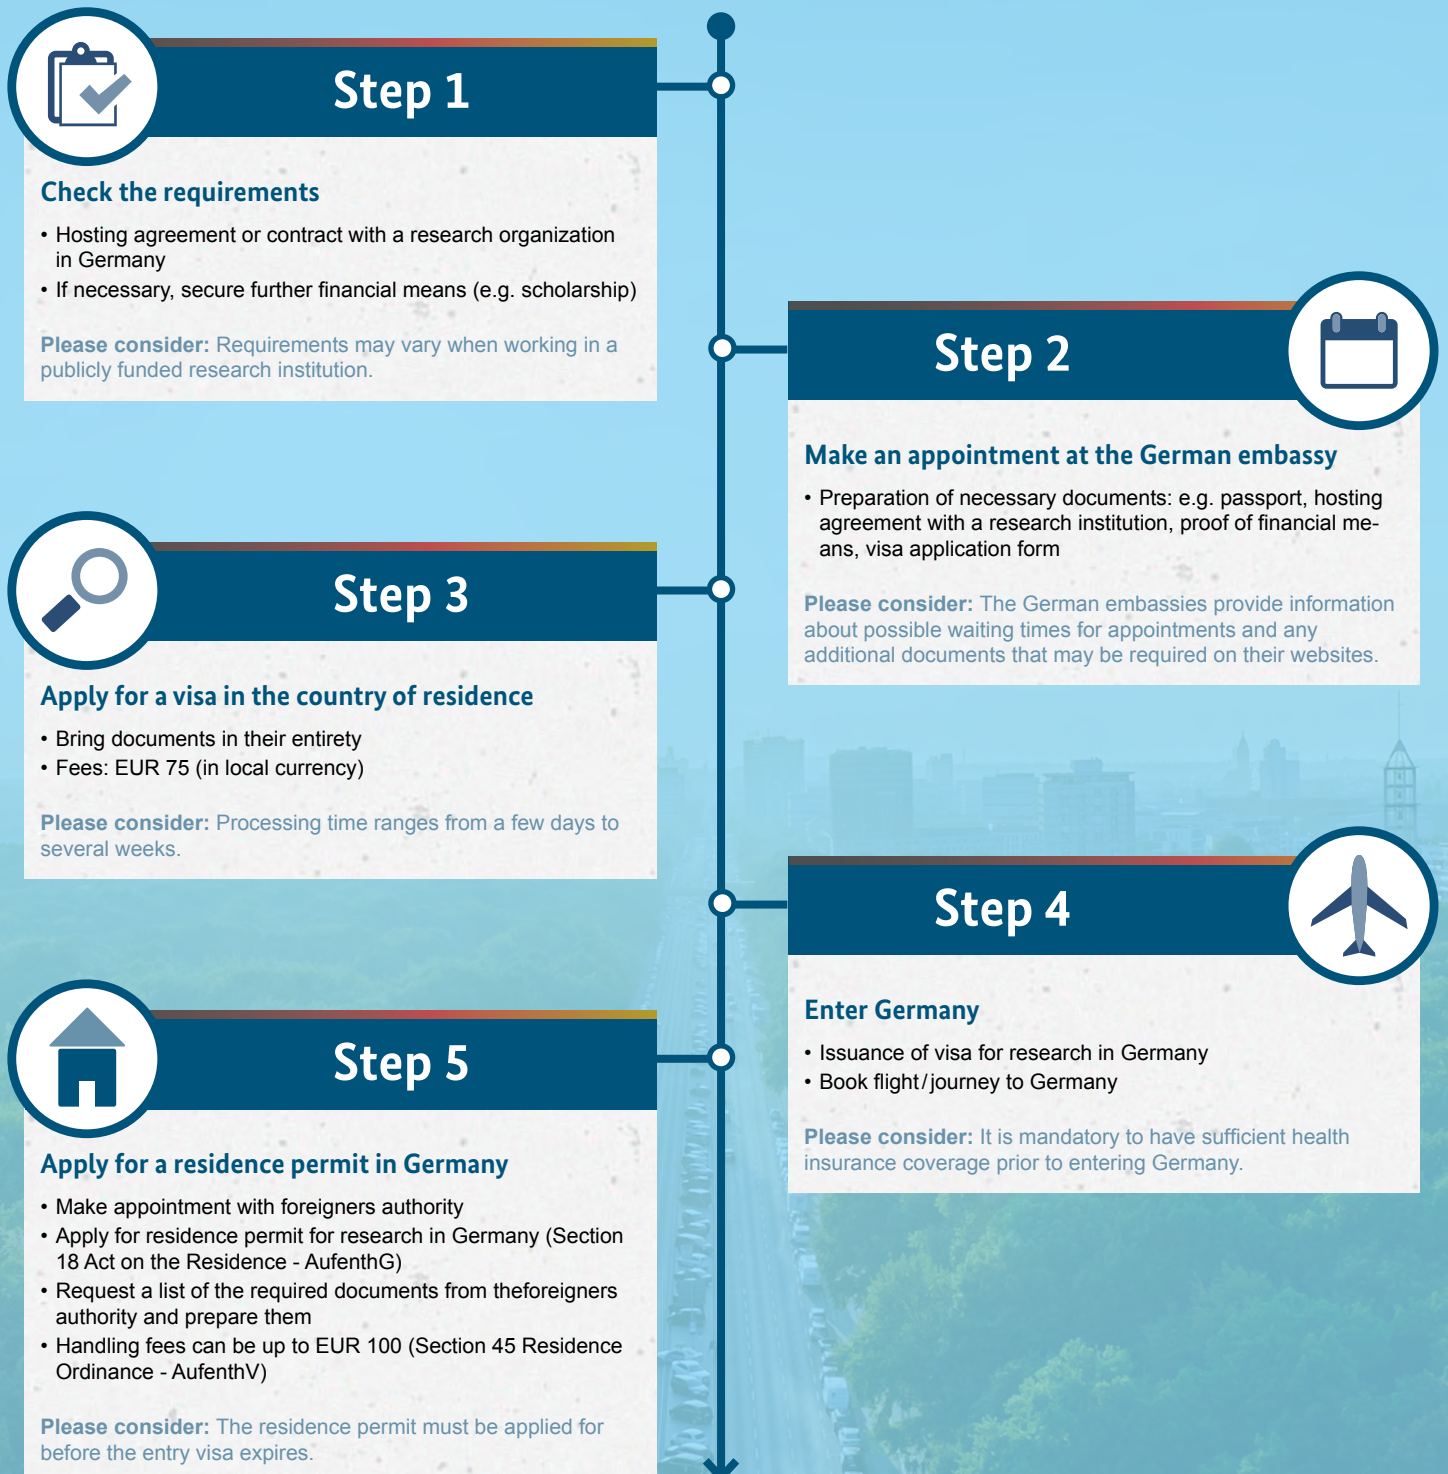 Step 1
Check the requirements
• Hosting agreement or contract with a research organization
in Germany
• If necessary, secure further financial means (e.g. scholarship)
Please consider: Requirements may vary when working in a
publicly funded research institution.
Step 2
Make an appointment at the German embassy
• Preparation of necessary documents: e.g. passport, hosting
agreement with a research institution, proof of financial me-
ans, visa application form
Please consider: The German embassies provide information
about possible waiting times for appointments and any
additional documents that may be required on their websites.
Step 3
Apply for a visa in the country of residence
• Bring documents in their entirety
• Fees: EUR 75 (in local currency)
Please consider: Processing time ranges from a few days to
several weeks.
Step 4
Enter Germany
• Issuance of visa for research in Germany
• Book flight/journey to Germany
Please consider: It is mandatory to have sufficient health
insurance coverage prior to entering Germany.
Step 5
Apply for a residence permit in Germany
• Make appointment with foreigners authority
• Apply for residence permit for research in Germany (Section
18 Act on the Residence - AufenthG)
• Request a list of the required documents from theforeigners
authority and prepare them
• Handling fees can be up to EUR 100 (Section 45 Residence
Ordinance - AufenthV)
Please consider: The residence permit must be applied for
before the entry visa expires.